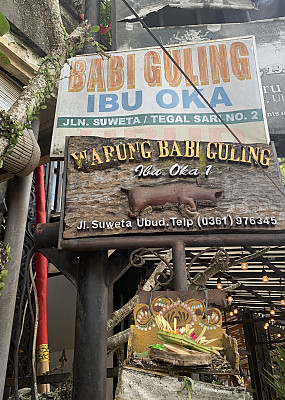 BABI GULING
IBU OKA
JLN. SUWETA / TEGAL SARI NO. 2
WARUNG BABI GULING
Ibu. Oka 1
Jl. Suweta Ubud. Telp (0361) 976345